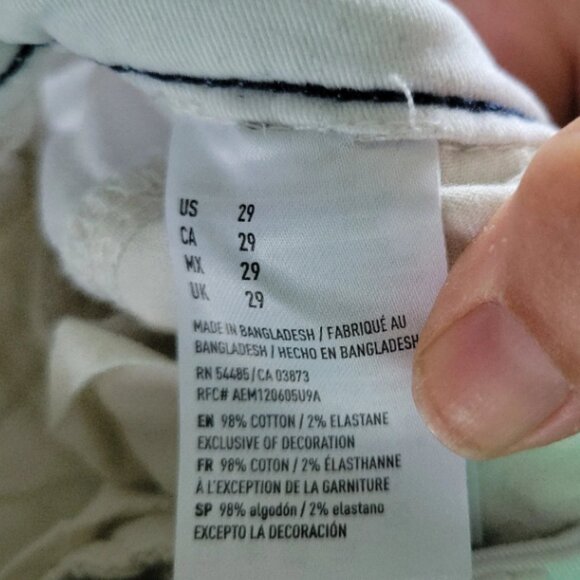 US 29
CA 29
MX 29
UK 29
MADE IN BANGLADESH / FABRIQUÉ AU
BANGLADESH / HECHO EN BANGLADESH
RN 54485 / CA 03873
RFC# AEM120605U9A
EN 98% COTTON / 2% ELASTANE
EXCLUSIVE OF DECORATION
FR 98% COTON / 2% ÉLASTHANNE
À L'EXCEPTION DE LA GARNITURE
SP 98% algodón / 2% elastano
EXCEPTO LA DECORACIÓN